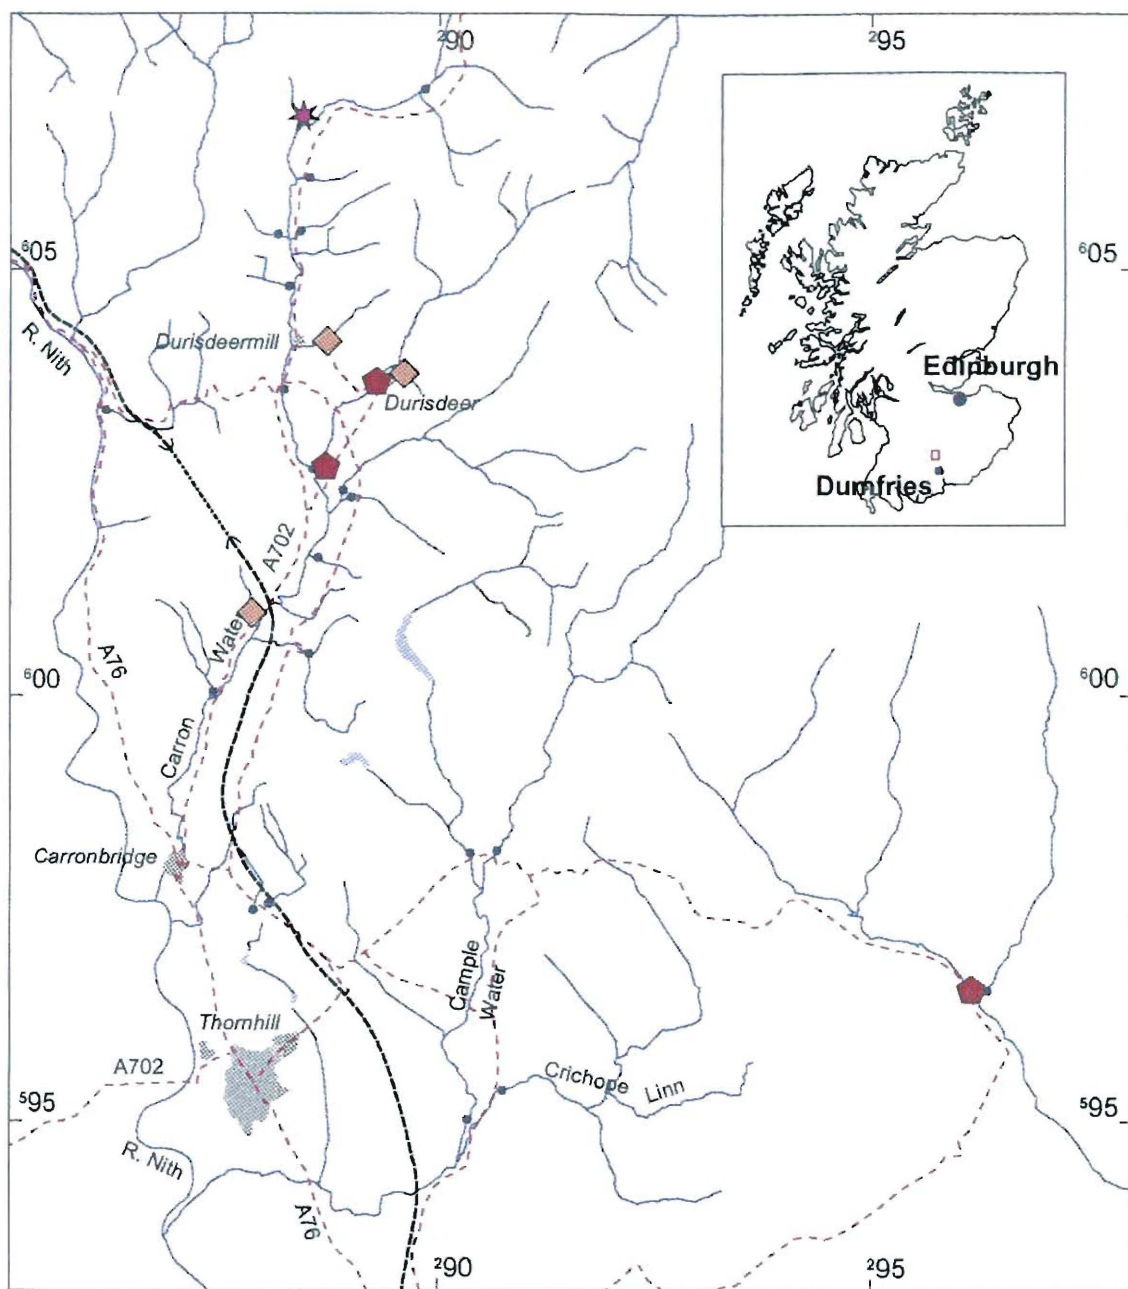 ²90
²95
⁶05
⁶05
Edinburgh
Dumfries
R. Nith
Durisdeermill
Durisdeer
A702
Water
Carron
A76
⁶00
⁶00
Carronbridge
Cample
Water
Thornhill
A702
Crichope Linn
⁵95
⁵95
R. Nith
A76
²90
²95